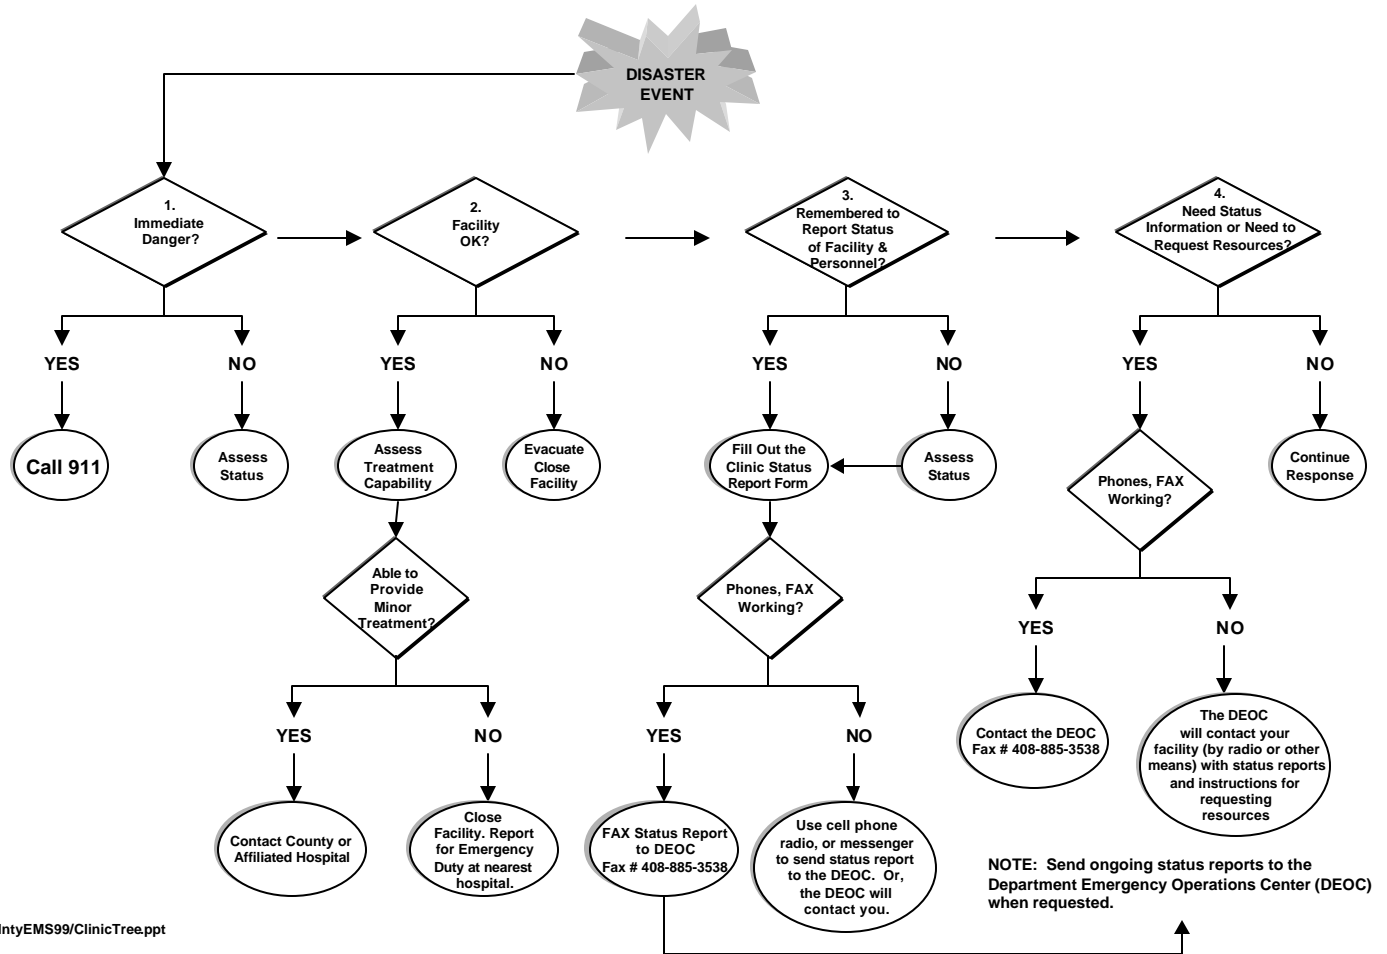 DISASTER
EVENT
1.
Immediate
Danger?
2.
Facility
OK?
3.
Remembered to
Report Status
of Facility &
Personnel?
4.
Need Status
Information or Need to
Request Resources?
YES
NO
YES
NO
YES
NO
YES
NO
Call 911
Assess
Status
Assess
Treatment
Capability
Evacuate
Close
Facility
Fill Out the
Clinic Status
Report Form
Assess
Status
Phones, FAX
Working?
Continue
Response
Able to
Provide
Minor
Treatment?
Phones, FAX
Working?
YES
NO
YES
NO
YES
NO
Contact the DEOC
Fax # 408-885-3538
The DEOC
will contact your
facility (by radio or other
means) with status reports
and instructions for
requesting
resources
Contact County or
Affiliated Hospital
Close
Facility. Report
for Emergency
Duty at nearest
hospital.
FAX Status Report
to DEOC
Fax # 408-885-3538
Use cell phone
radio, or messenger
to send status report
to the DEOC. Or,
the DEOC will
contact you.
NOTE: Send ongoing status reports to the
Department Emergency Operations Center (DEOC)
when requested.
ntyEMS99/ClinicTree.ppt